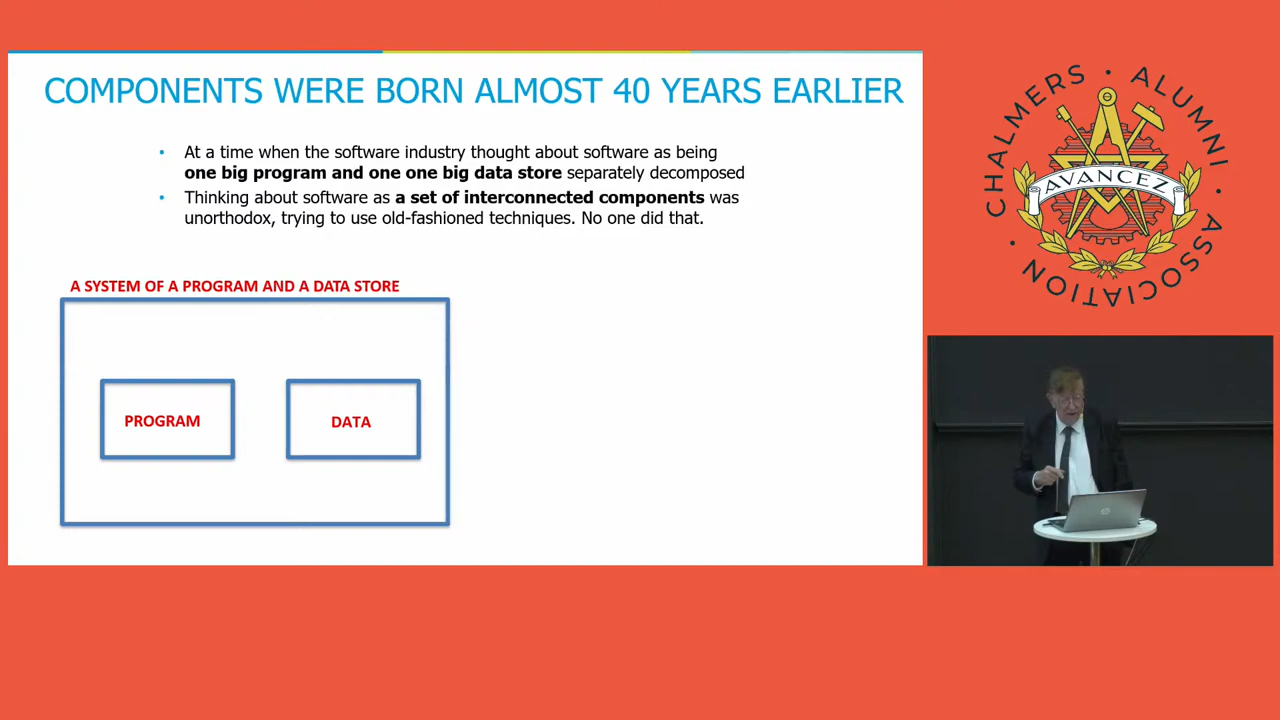 COMPONENTS WERE BORN ALMOST 40 YEARS EARLIER
• At a time when the software industry thought about software as being
one big program and one one big data store separately decomposed
• Thinking about software as a set of interconnected components was
unorthodox, trying to use old-fashioned techniques. No one did that.
A SYSTEM OF A PROGRAM AND A DATA STORE
PROGRAM
DATA
CHALMERS • ALUMNI • ASSOCIATION •
AVANCEZ